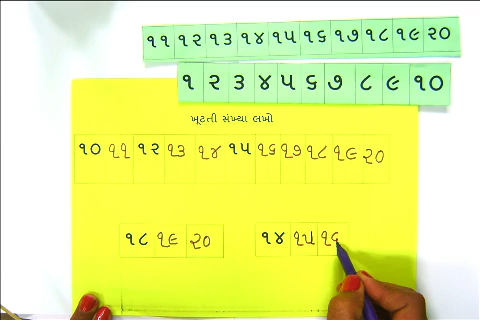 ૧૧ ૧૨ ૧૩ ૧૪ ૧૫ ૧૬ ૧૭ ૧૮ ૧૯ ૨૦
૧ ૨ ૩ ૪ ૫ ૬ ૭ ૮ ૯ ૧૦
ખૂટતી સંખ્યા લખો
૧૦ ૧૧ ૧૨ ૧૩ ૧૪ ૧૫ ૧૬ ૧૭ ૧૮ ૧૯ ૨૦
૧૮ ૧૯ ૨૦ ૧૪ ૧૫ ૧૬